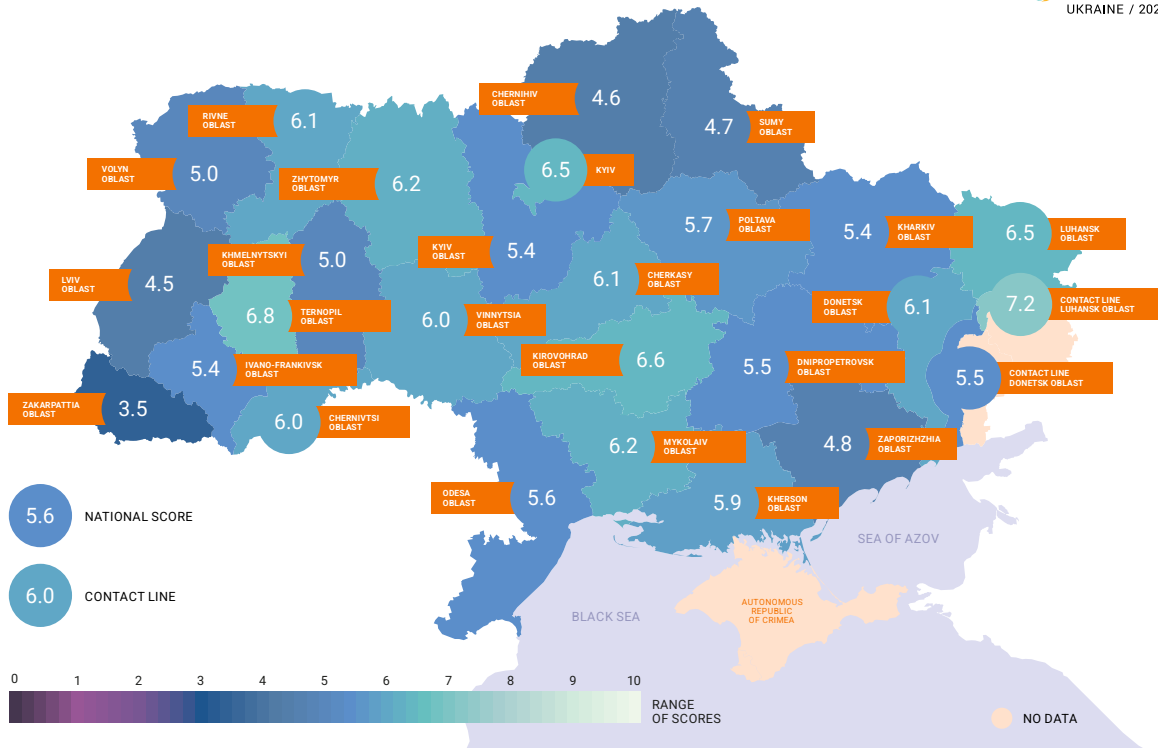 UKRAINE / 202
CHERNIHIV
OBLAST
4.6
SUMY
OBLAST
4.7
RIVNE
OBLAST
6.1
VOLYN
OBLAST
5.0
ZHYTOMYR
OBLAST
6.2
6.5
KYIV
POLTAVA
OBLAST
5.7
KHARKIV
OBLAST
5.4
6.5
LUHANSK
OBLAST
KHMELNYTSKYI
OBLAST
5.0
KYIV
OBLAST
5.4
LVIV
OBLAST
4.5
6.1
CHERKASY
OBLAST
DONETSK
OBLAST
6.1
7.2
CONTACT LINE
LUHANSK OBLAST
6.8
TERNOPIL
OBLAST
6.0
VINNYTSIA
OBLAST
KIROVOHRAD
OBLAST
6.6
5.5
DNIPROPETROVSK
OBLAST
5.5
CONTACT LINE
DONETSK OBLAST
5.4
IVANO-FRANKIVSK
OBLAST
ZAKARPATTIA
OBLAST
3.5
6.0
CHERNIVTSI
OBLAST
6.2
MYKOLAIV
OBLAST
4.8
ZAPORIZHZHIA
OBLAST
ODESA
OBLAST
5.6
5.9
KHERSON
OBLAST
5.6
NATIONAL SCORE
6.0
CONTACT LINE
SEA OF AZOV
BLACK SEA
AUTONOMOUS
REPUBLIC
OF CRIMEA
0 1 2 3 4 5 6 7 8 9 10
RANGE
OF SCORES
NO DATA